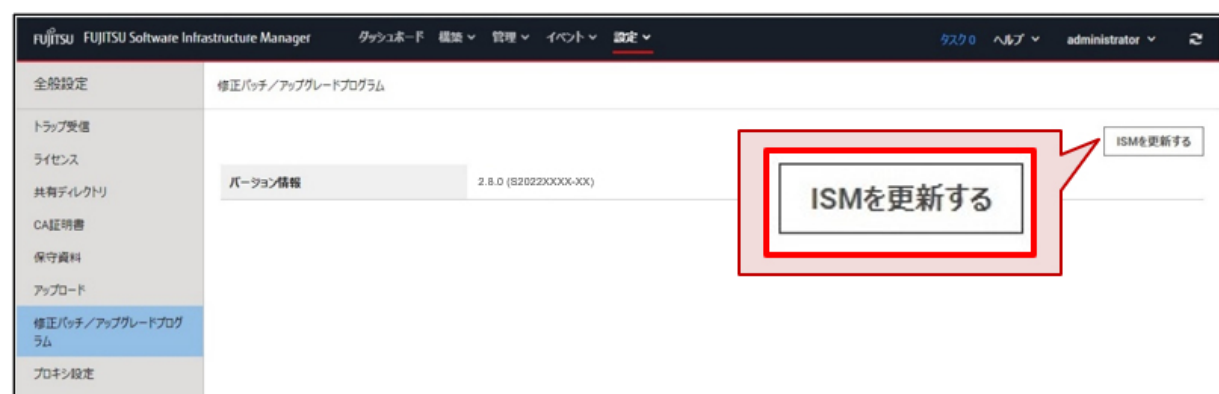 FUJITSU FUJITSU Software Infrastructure Manager ダッシュボード 構築 管理 イベント 設定 タスク 0 ヘルプ administrator
全般設定
修正パッチ／アップグレードプログラム
トラップ受信
ISMを更新する
ライセンス
バージョン情報 2.8.0 (S2022XXXX-XX)
ISMを更新する
共有ディレクトリ
CA証明書
保守資料
アップロード
修正パッチ／アップグレードプログ
ラム
プロキシ設定